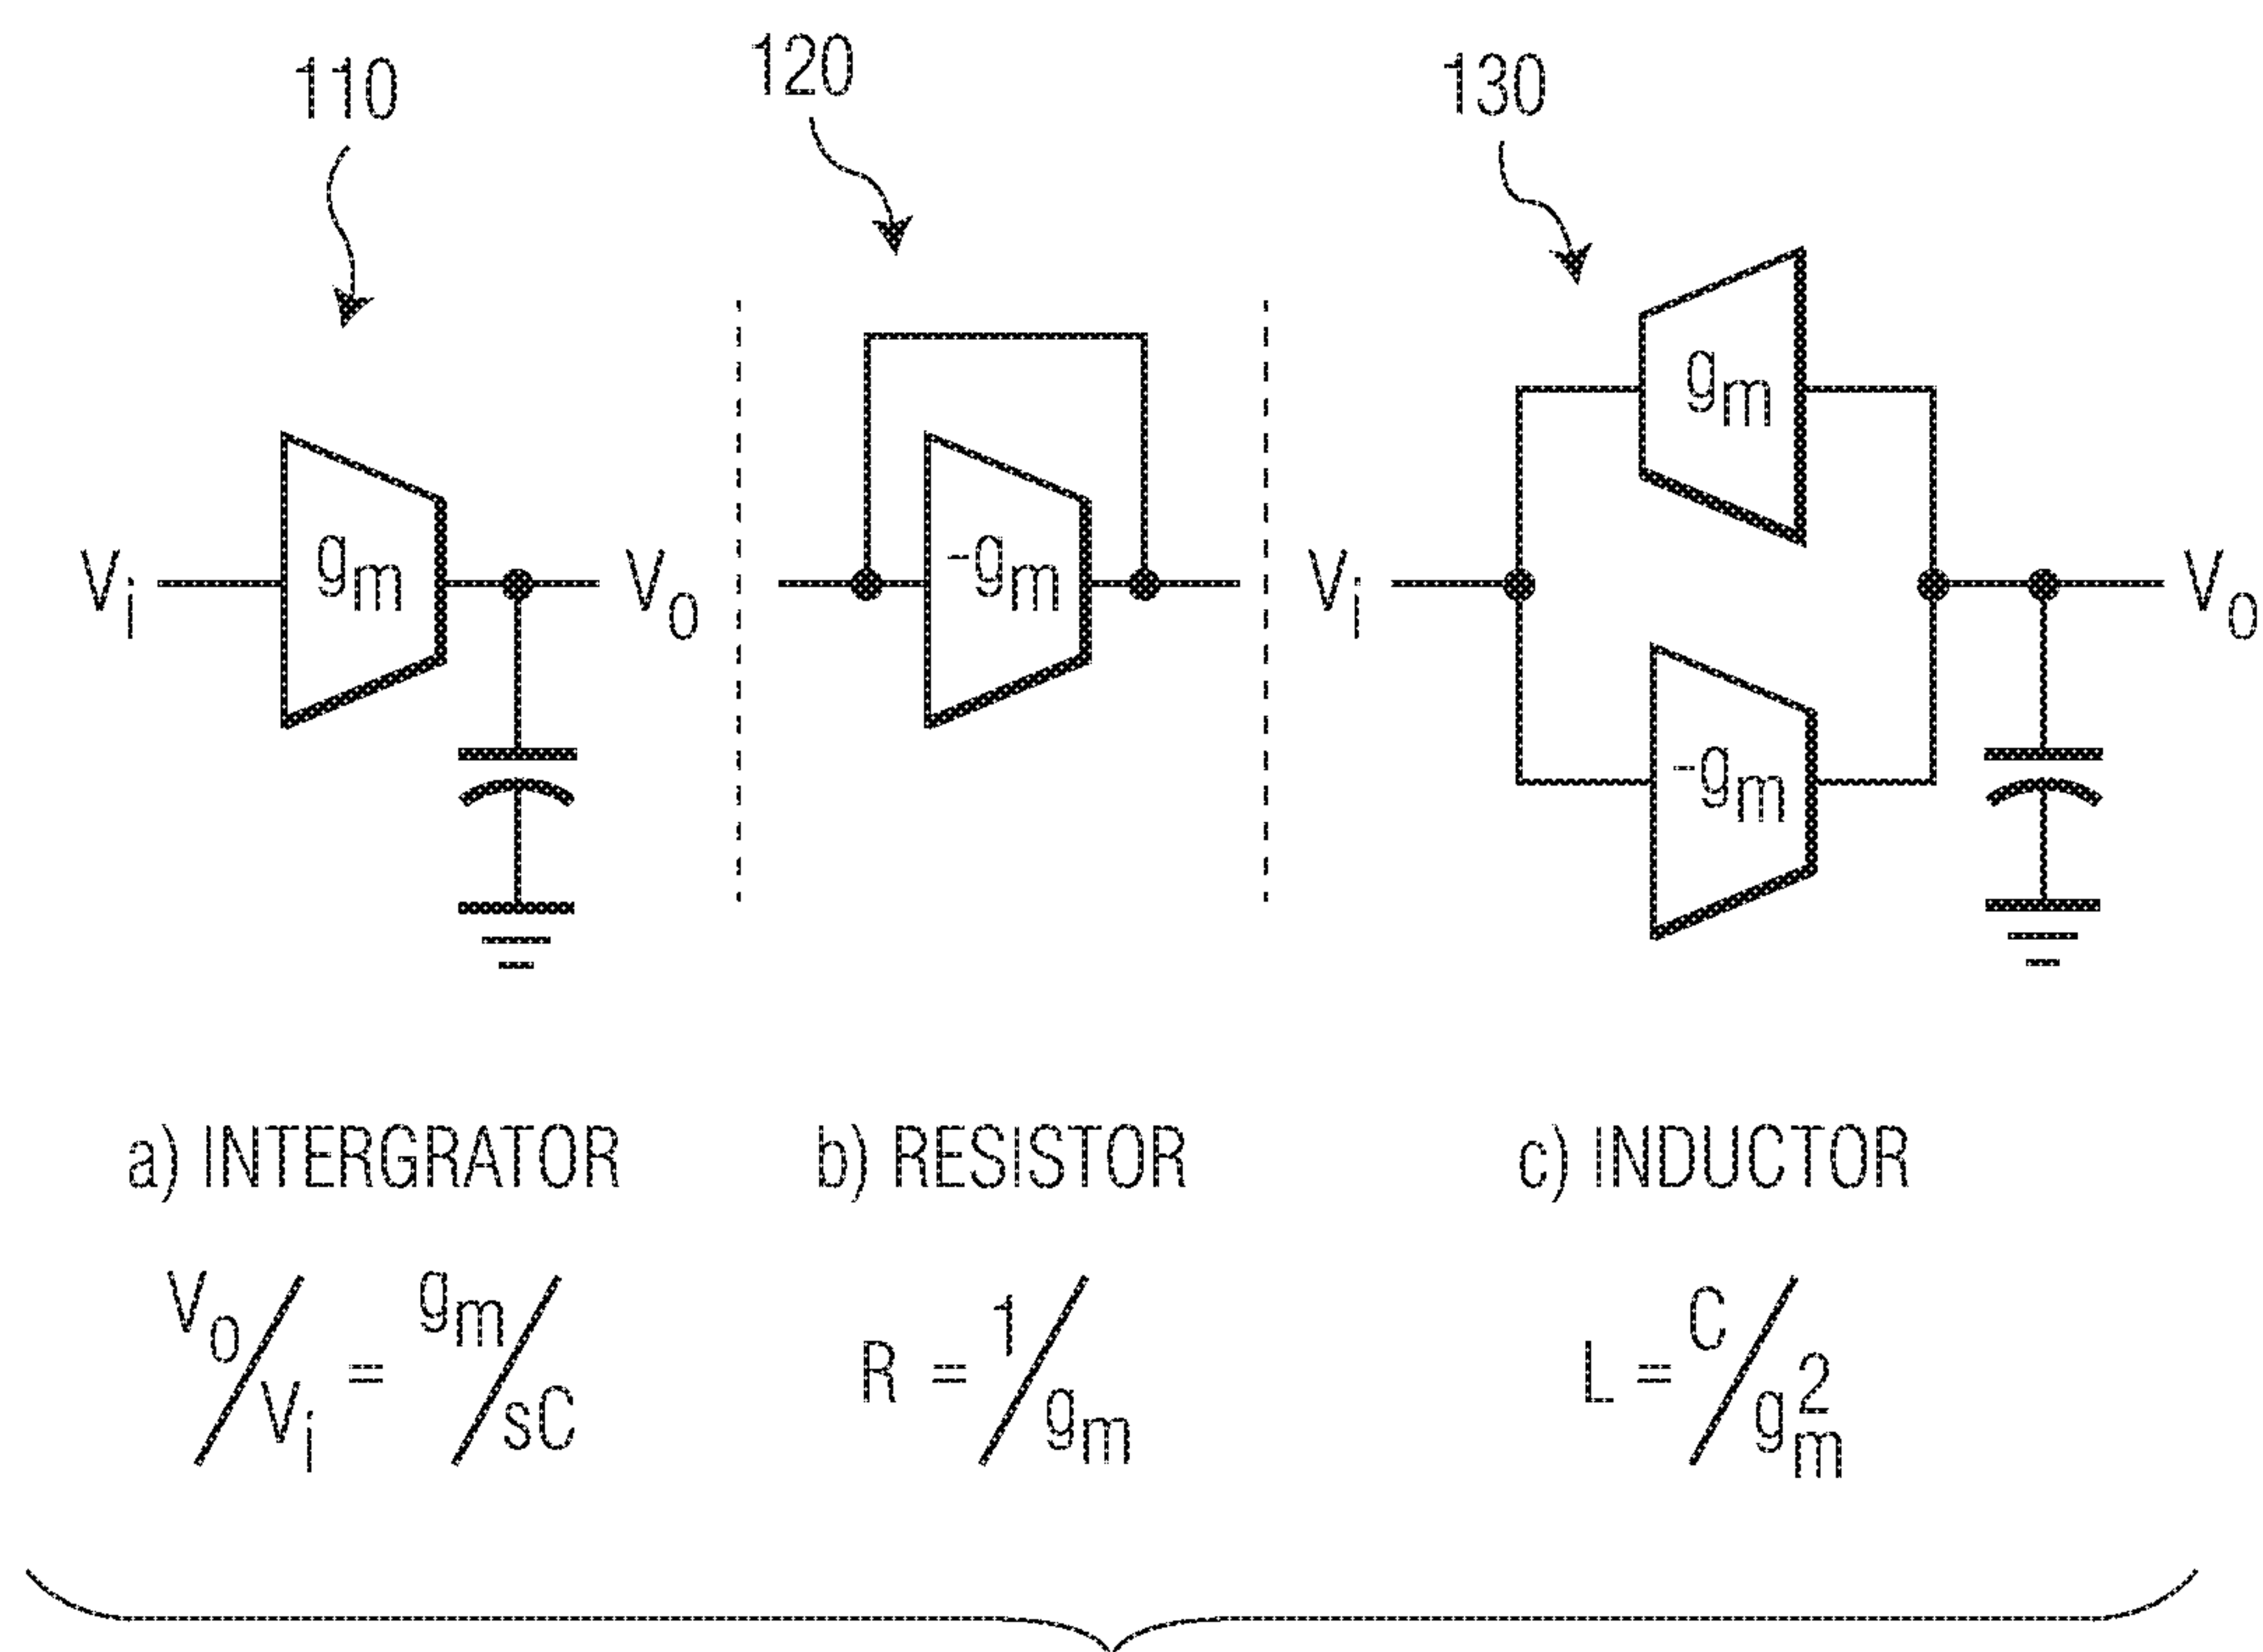 110
120
130
Vi
gm
Vo
-gm
Vi
gm
-gm
Vo
a) INTERGRATOR
b) RESISTOR
c) INDUCTOR
Vo/Vi = gm/sC
R = 1/gm
L = C/gm²